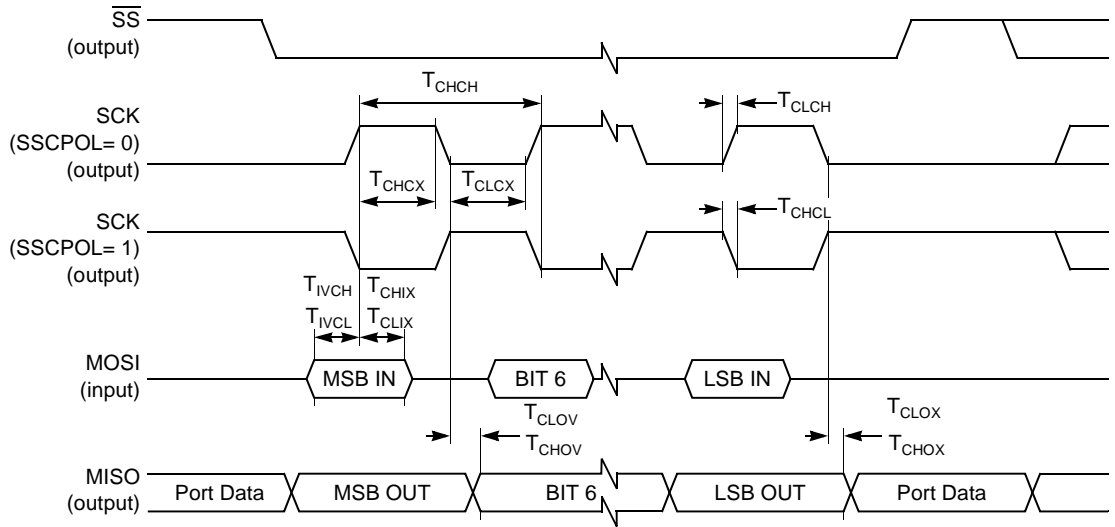 SS
(output)
T_CHCH
T_CLCH
SCK
(SSCPOL= 0)
(output)
T_CHCX
T_CLCX
T_CHCL
SCK
(SSCPOL= 1)
(output)
T_IVCH
T_CHIX
T_IVCL
T_CLIX
MOSI
(input)
MSB IN
BIT 6
LSB IN
T_CLOV
T_CLOX
T_CHOV
T_CHOX
MISO
(output)
Port Data
MSB OUT
BIT 6
LSB OUT
Port Data